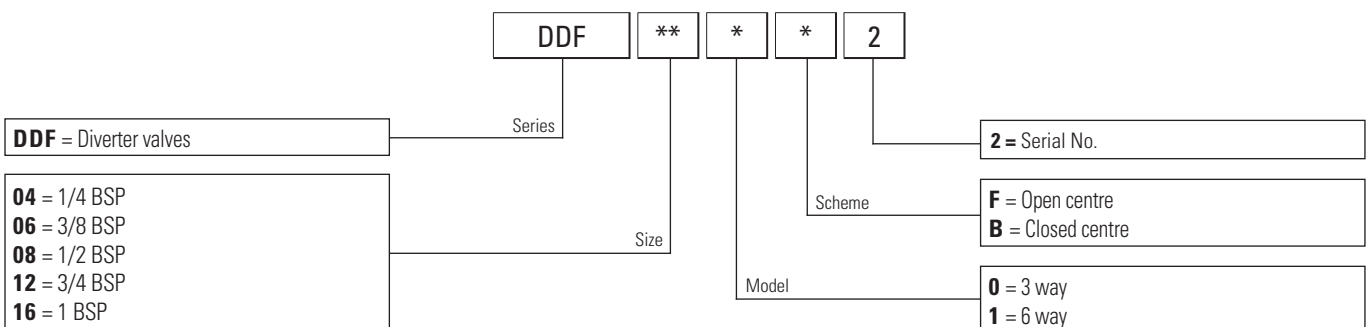 DDF ** * * 2
Series
DDF = Diverter valves
2 = Serial No.
04 = 1/4 BSP
06 = 3/8 BSP
08 = 1/2 BSP
12 = 3/4 BSP
16 = 1 BSP
Size
Scheme
F = Open centre
B = Closed centre
Model
0 = 3 way
1 = 6 way